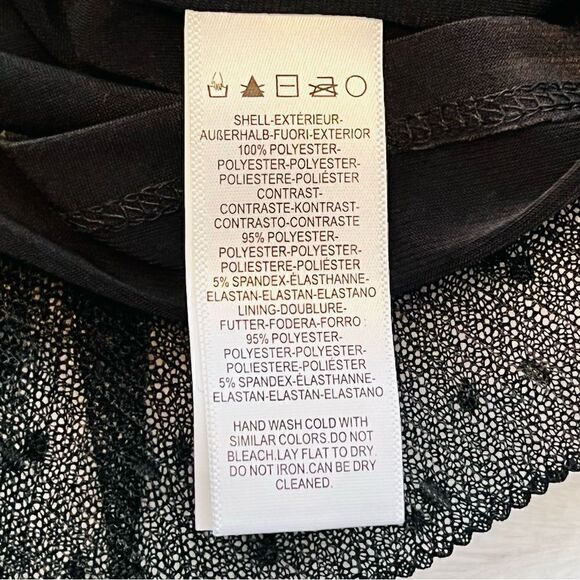 SHELL-EXTÉRIEUR-
AUßERHALB-FUORI-EXTERIOR
100% POLYESTER-
POLYESTER-POLYESTER-
POLIESTERE-POLIÉSTER
CONTRAST-
CONTRASTE-KONTRAST-
CONTRASTO-CONTRASTE
95% POLYESTER-
POLYESTER-POLYESTER-
POLIESTERE-POLIÉSTER
5% SPANDEX-ÉLASTHANNE-
ELASTAN-ELASTAN-ELASTANO
LINING-DOUBLURE-
FUTTER-FODERA-FORRO :
95% POLYESTER-
POLYESTER-POLYESTER-
POLIESTERE-POLIÉSTER
5% SPANDEX-ÉLASTHANNE-
ELASTAN-ELASTAN-ELASTANO
HAND WASH COLD WITH
SIMILAR COLORS.DO NOT
BLEACH.LAY FLAT TO DRY.
DO NOT IRON.CAN BE DRY
CLEANED.